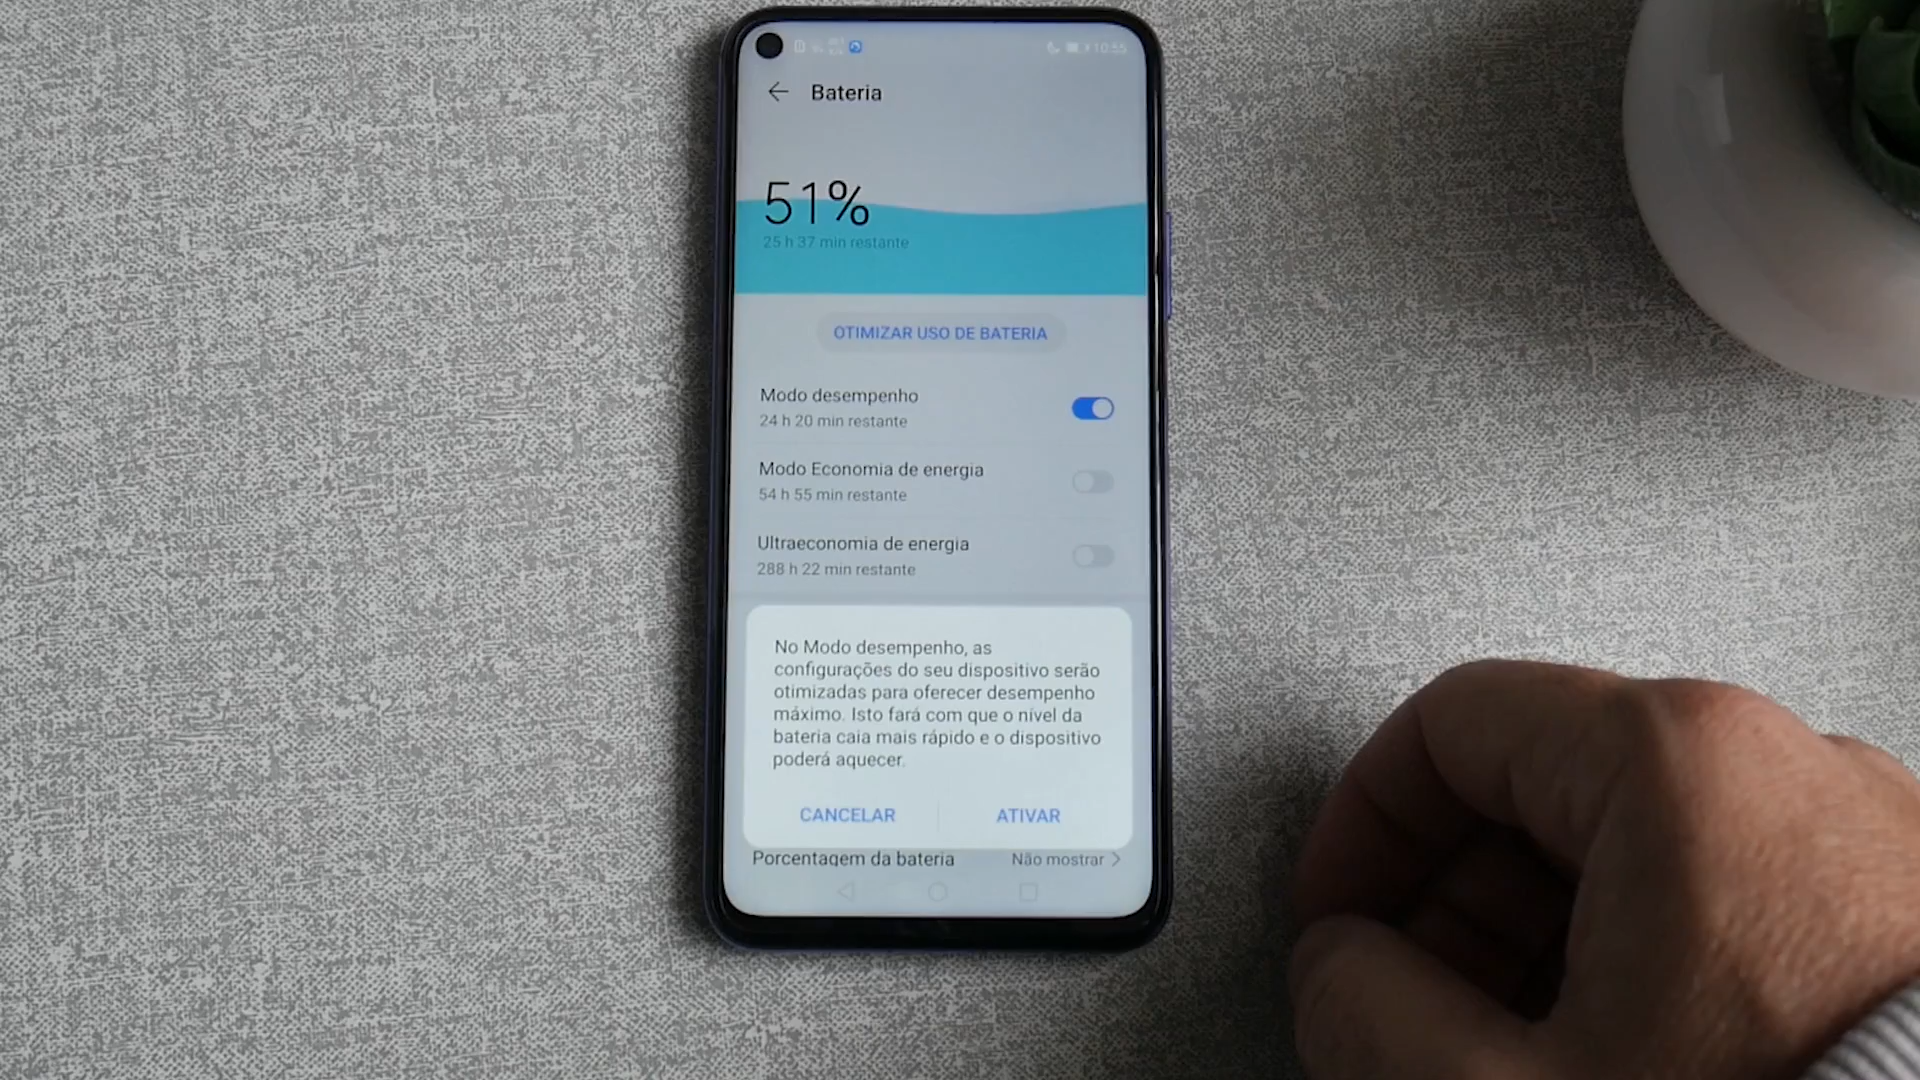 10:55
Bateria
51%
25 h 37 min restante
OTIMIZAR USO DE BATERIA
Modo desempenho
24 h 20 min restante
Modo Economia de energia
54 h 55 min restante
Ultraeconomia de energia
288 h 22 min restante
No Modo desempenho, as
configurações do seu dispositivo serão
otimizadas para oferecer desempenho
máximo. Isto fará com que o nível da
bateria caia mais rápido e o dispositivo
poderá aquecer.
CANCELAR ATIVAR
Porcentagem da bateria Não mostrar